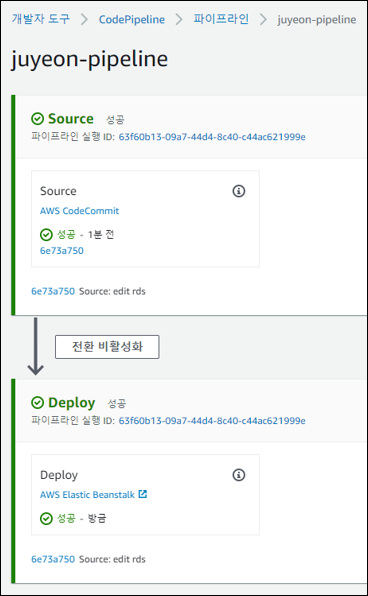 개발자 도구 > CodePipeline > 파이프라인 > juyeon-pipeline
juyeon-pipeline
Source 성공
파이프라인 실행 ID: 63f60b13-09a7-44d4-8c40-c44ac621999e
Source
AWS CodeCommit
성공 - 1분 전
6e73a750
6e73a750 Source: edit rds
전환 비활성화
Deploy 성공
파이프라인 실행 ID: 63f60b13-09a7-44d4-8c40-c44ac621999e
Deploy
AWS Elastic Beanstalk
성공 - 방금
6e73a750 Source: edit rds